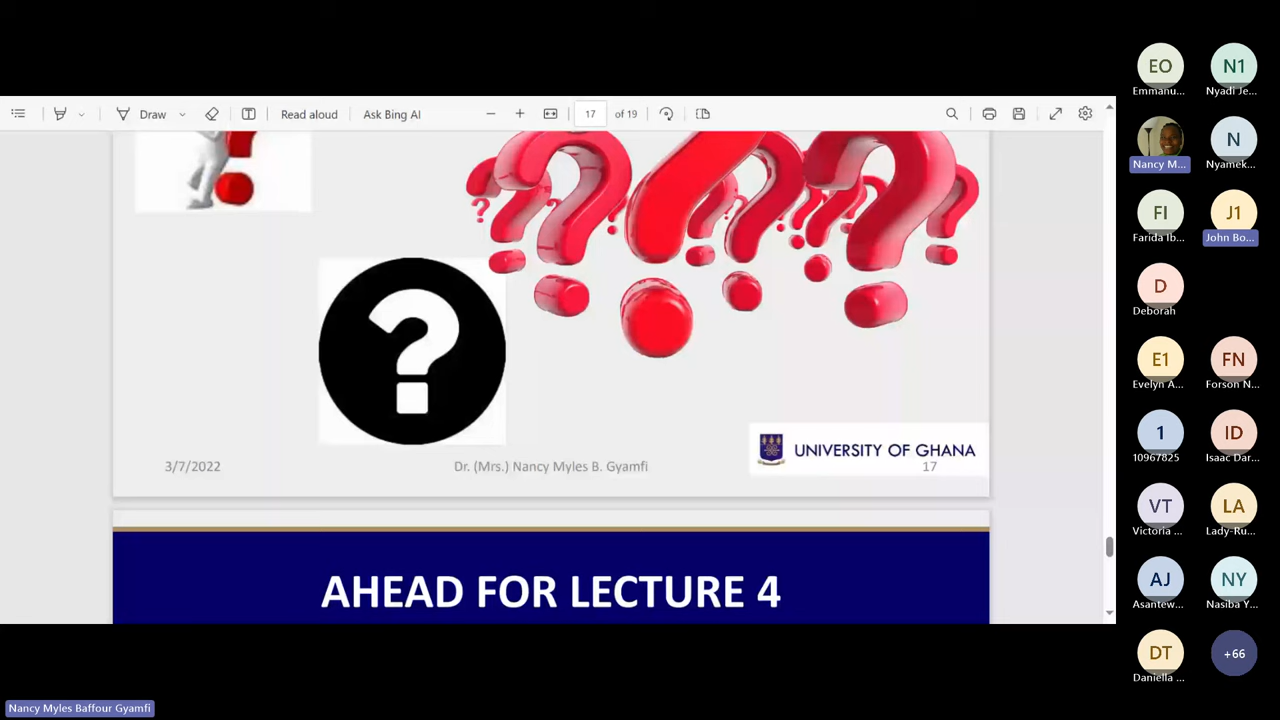 Draw
Read aloud
Ask Bing AI
17
of 19
3/7/2022
Dr. (Mrs.) Nancy Myles B. Gyamfi
UNIVERSITY OF GHANA
17
AHEAD FOR LECTURE 4
EO
Emmanu...
N1
Nyadi Je...
Nancy M...
N
Nyamek...
FI
Farida Ib...
J1
John Bo...
D
Deborah
E1
Evelyn A...
FN
Forson N...
1
10967825
ID
Isaac Dar...
VT
Victoria ...
LA
Lady-Ru...
AJ
Asantew...
NY
Nasiba Y...
DT
Daniella ...
+66
Nancy Myles Baffour Gyamfi